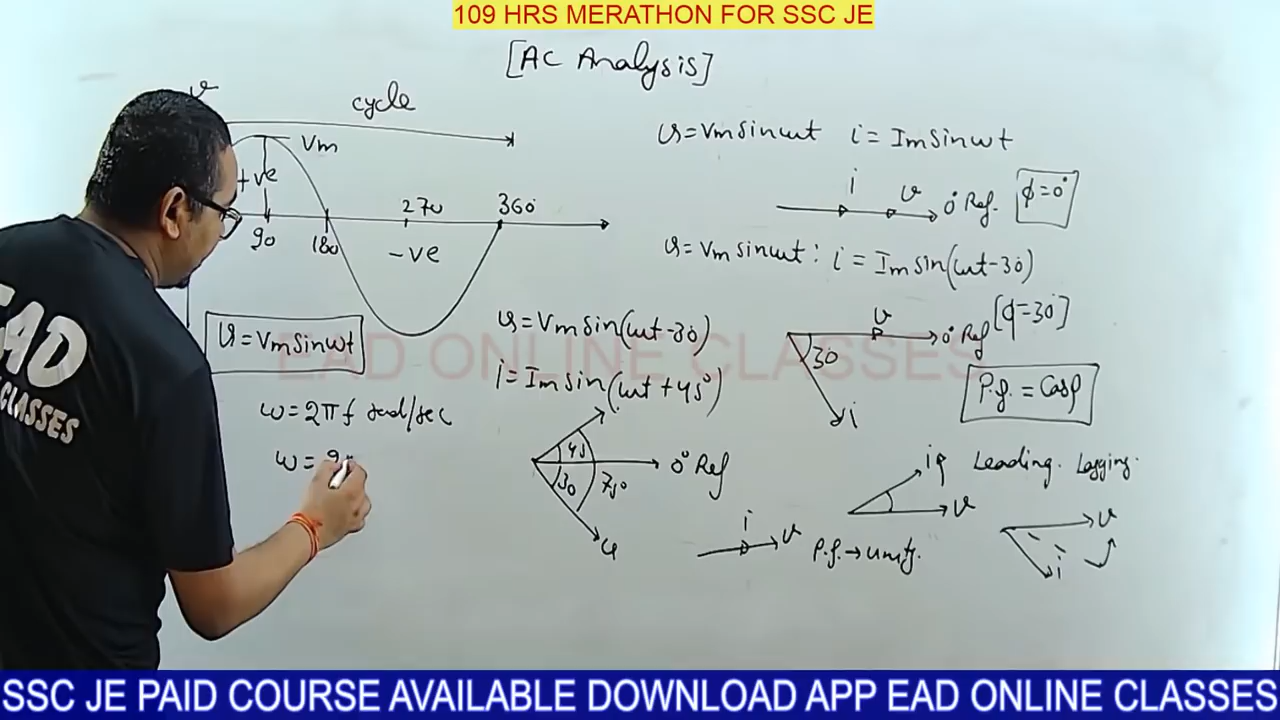 109 HRS MERATHON FOR SSC JE
[AC Analysis]
v
cycle
Vm
+ve
90
180
270
360
-ve
v = Vm sinωt
ω = 2πf rad/sec
ω =
v = Vm sinωt i = Im sinωt
i v 0° Ref. φ = 0°
v = Vm sinωt : i = Im sin(ωt - 30)
v 0° Ref [φ = 30]
30
i
P.f. = Cosφ
v = Vm sin(ωt - 30)
i = Im sin(ωt + 45°)
45
30
75°
0° Ref
i v P.f. → unity.
Leading. Lagging.
v
v
i
EAD ONLINE CLASSES
EAD
CLASSES
SSC JE PAID COURSE AVAILABLE DOWNLOAD APP EAD ONLINE CLASSES